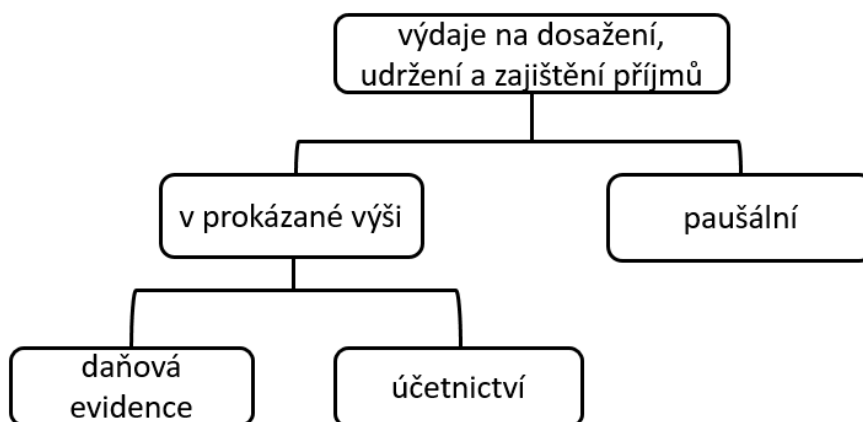 výdaje na dosažení,
udržení a zajištění příjmů
v prokázané výši
paušální
daňová
evidence
účetnictví